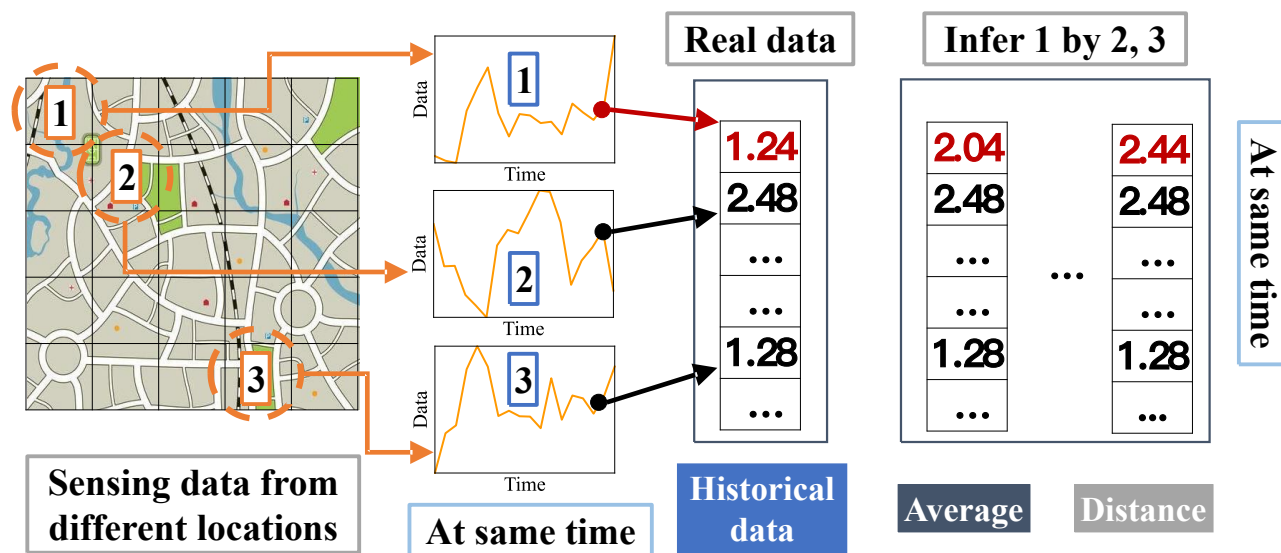 Real data
Infer 1 by 2, 3
1
2
3
Data
1
Time
Data
2
Time
Data
3
Time
1.24
2.48
...
...
1.28
...
2.04
2.48
...
...
1.28
...
...
2.44
2.48
...
...
1.28
...
At same time
Sensing data from
different locations
At same time
Historical
data
Average
Distance